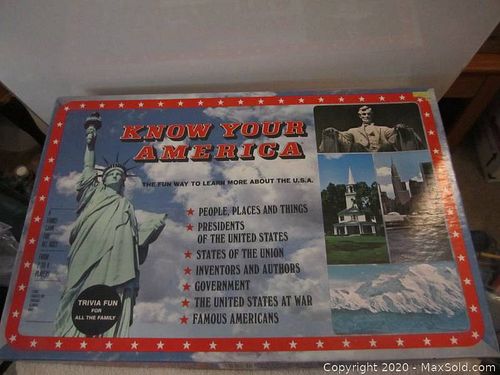 KNOW YOUR
AMERICA
THE FUN WAY TO LEARN MORE ABOUT THE U.S.A.
★ PEOPLE, PLACES AND THINGS
★ PRESIDENTS
OF THE UNITED STATES
★ STATES OF THE UNION
★ INVENTORS AND AUTHORS
★ GOVERNMENT
★ THE UNITED STATES AT WAR
★ FAMOUS AMERICANS
TRIVIA FUN
FOR
ALL THE FAMILY
Copyright © 2020 - MaxSold.com